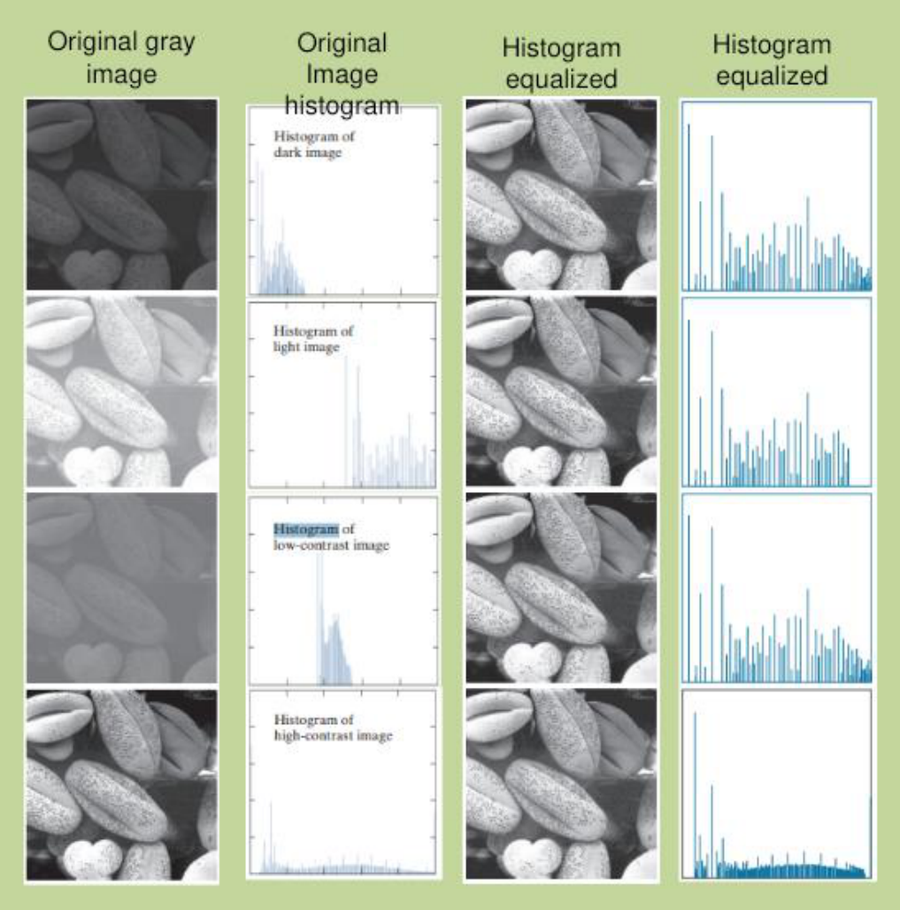 Original gray
image
Original
Image
histogram
Histogram
equalized
Histogram
equalized
Histogram of
dark image
Histogram of
light image
Histogram of
low-contrast image
Histogram of
high-contrast image